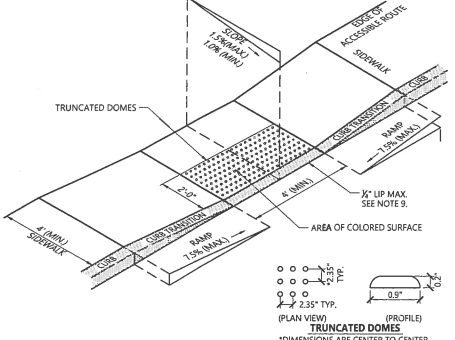 SLOPE
1.5%(MAX.)
1.0% (MIN.)
EDGE OF
ACCESSIBLE ROUTE
SIDEWALK
CURB
CURB TRANSITION
RAMP
7.5% (MAX.)
TRUNCATED DOMES
2'-0"
4' (MIN.)
LIP MAX.
SEE NOTE 9.
AREA OF COLORED SURFACE
4' (MIN.)
SIDEWALK
CURB
CURB TRANSITION
RAMP
7.5% (MAX.)
*2.35"
TYP.
2.35" TYP.
0.2"
0.9"
(PLAN VIEW)
(PROFILE)
TRUNCATED DOMES
*DIMENSIONS ARE CENTER TO CENTER